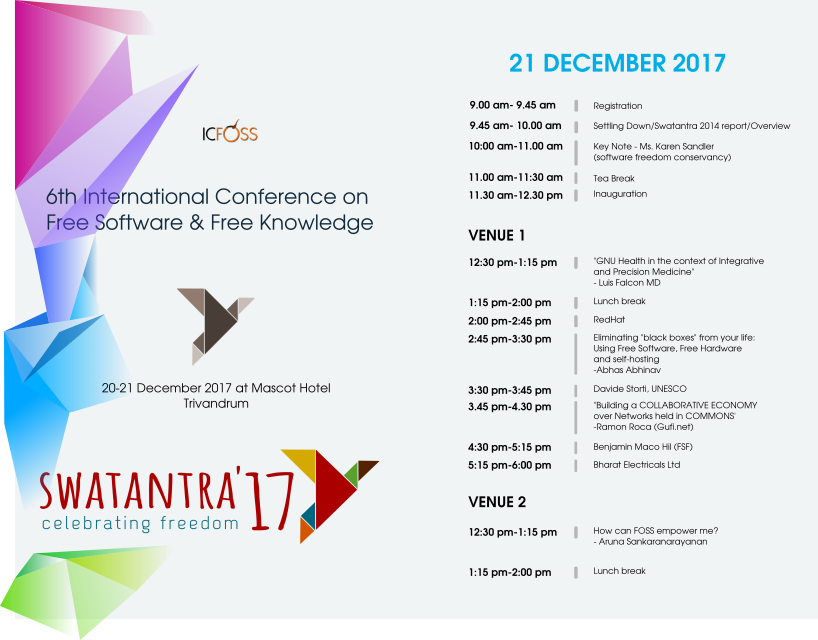 ICFOSS
6th International Conference on
Free Software & Free Knowledge
20-21 December 2017 at Mascot Hotel
Trivandrum
SWATANTRA'17
celebrating freedom
21 DECEMBER 2017
9.00 am- 9.45 am Registration
9.45 am- 10.00 am Settling Down/Swatantra 2014 report/Overview
10:00 am-11.00 am Key Note - Ms. Karen Sandler
(software freedom conservancy)
11.00 am-11:30 am Tea Break
11.30 am-12.30 pm Inauguration
VENUE 1
12:30 pm-1:15 pm "GNU Health in the context of Integrative
and Precision Medicine"
- Luis Falcon MD
1:15 pm-2:00 pm Lunch break
2:00 pm-2:45 pm RedHat
2:45 pm-3:30 pm Eliminating "black boxes" from your life:
Using Free Software, Free Hardware
and self-hosting
-Abhas Abhinav
3:30 pm-3:45 pm Davide Storti, UNESCO
3.45 pm-4.30 pm "Building a COLLABORATIVE ECONOMY
over Networks held in COMMONS'
-Ramon Roca (Gufi.net)
4:30 pm-5:15 pm Benjamin Maco Hil (FSF)
5:15 pm-6:00 pm Bharat Electricals Ltd
VENUE 2
12:30 pm-1:15 pm How can FOSS empower me?
- Aruna Sankaranarayanan
1:15 pm-2:00 pm Lunch break